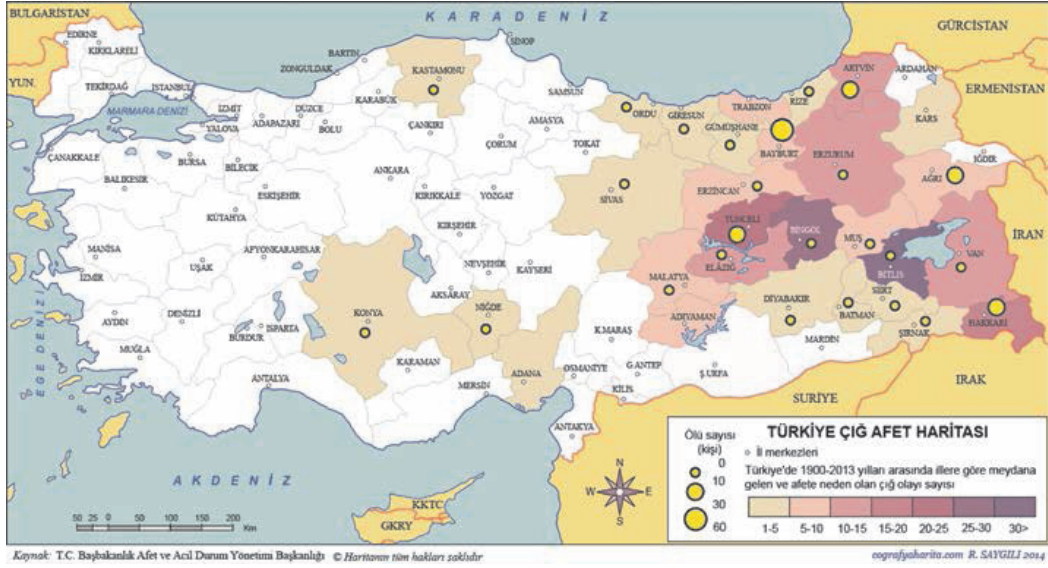 BULGARİSTAN
KARADENİZ
GÜRCİSTAN
EDİRNE
KIRKLARELİ
SİNOP
BARTIN
ZONGULDAK
KASTAMONU
ARTVİN
ARDAHAN
YUN.
TEKİRDAĞ
İSTANBUL
KARABÜK
SAMSUN
TRABZON
RİZE
ERMENİSTAN
MARMARA DENİZİ
İZMİT
DÜZCE
ORDU
GİRESUN
KARS
YALOVA
ADAPAZARI
BOLU
ÇANKIRI
AMASYA
GÜMÜŞHANE
ÇANAKKALE
BURSA
BİLECİK
ÇORUM
TOKAT
BAYBURT
ERZURUM
IĞDIR
BALIKESİR
ESKİŞEHİR
ANKARA
KIRIKKALE
YOZGAT
SİVAS
ERZİNCAN
AĞRI
KÜTAHYA
KIRŞEHİR
TUNCELİ
BİNGÖL
MUŞ
İRAN
MANİSA
AFYONKARAHİSAR
UŞAK
NEVŞEHİR
KAYSERİ
ELAZIĞ
VAN
İZMİR
AKSARAY
MALATYA
BİTLİS
EGE DENİZ
KONYA
NİĞDE
DİYABAKIR
SİİRT
BATMAN
AYDIN
DENİZLİ
ISPARTA
BURDUR
ADIYAMAN
ŞIRNAK
HAKKARİ
MUĞLA
K.MARAŞ
MARDİN
KARAMAN
ADANA
OSMANİYE
G.ANTEP
Ş.URFA
ANTALYA
MERSİN
KİLİS
IRAK
SURİYE
ANTAKYA
AKDENİZ
KKTC
GKRY
N
W E
S
50 25 0 50 100 150 200
Km
TÜRKİYE ÇIĞ AFET HARİTASI
Ölü sayısı
(kişi)
0
10
30
60
İl merkezleri
Türkiye'de 1900-2013 yılları arasında illere göre meydana
gelen ve afete neden olan çığ olayı sayısı
1-5 5-10 10-15 15-20 20-25 25-30 30>
Kaynak: T.C. Başbakanlık Afet ve Acil Durum Yönetimi Başkanlığı © Haritanın tüm hakları saklıdır
cografyaharita.com R. SAYGILI 2014